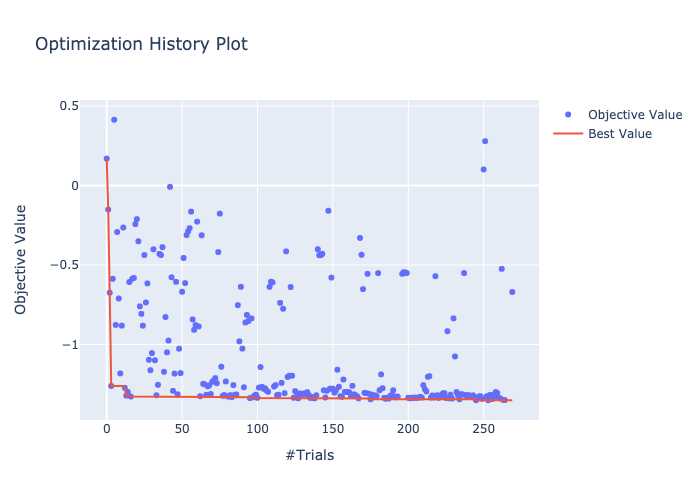 Optimization History Plot
Objective Value
Best Value
0.5
0
−0.5
−1
Objective Value
0
50
100
150
200
250
#Trials